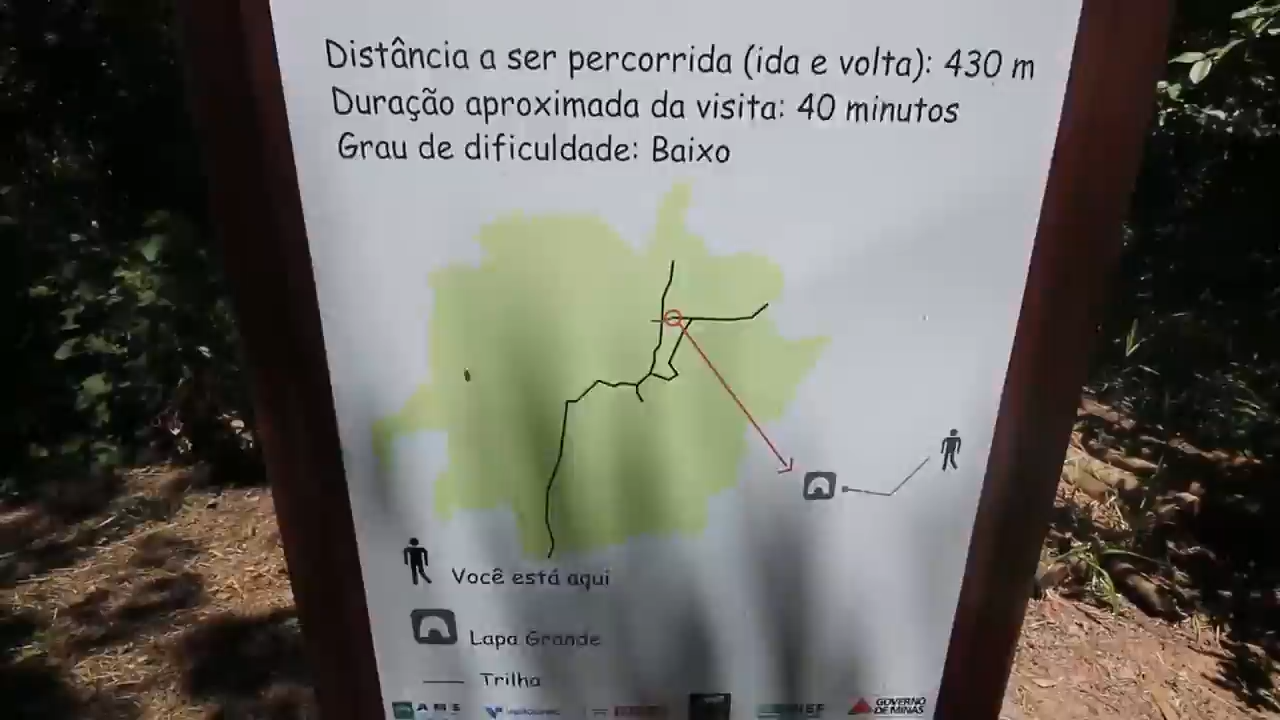 Distância a ser percorrida (ida e volta): 430 m
Duração aproximada da visita: 40 minutos
Grau de dificuldade: Baixo
Você está aqui
Lapa Grande
Trilha
GOVERNO
DE MINAS